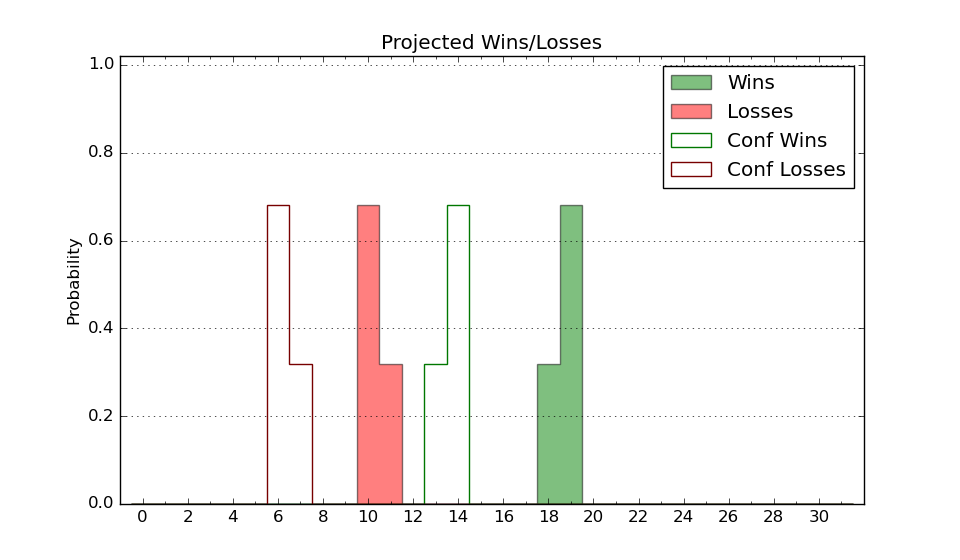 Projected Wins/Losses
Wins
Losses
Conf Wins
Conf Losses
Probability
1.0
0.8
0.6
0.4
0.2
0.0
0 2 4 6 8 10 12 14 16 18 20 22 24 26 28 30